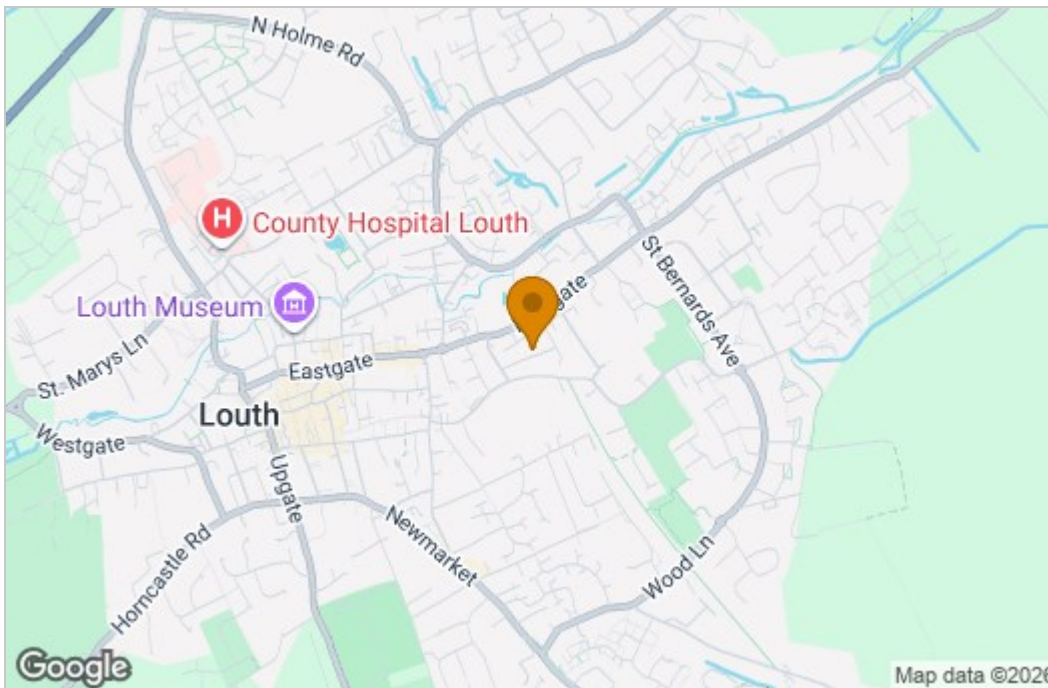 N Holme Rd
H
County Hospital Louth
Louth Museum
St. Marys Ln
St Bernards Ave
Eastgate
Louth
Westgate
Upgate
Newmarket
Horncastle Rd
Wood Ln
Google
Map data ©2026